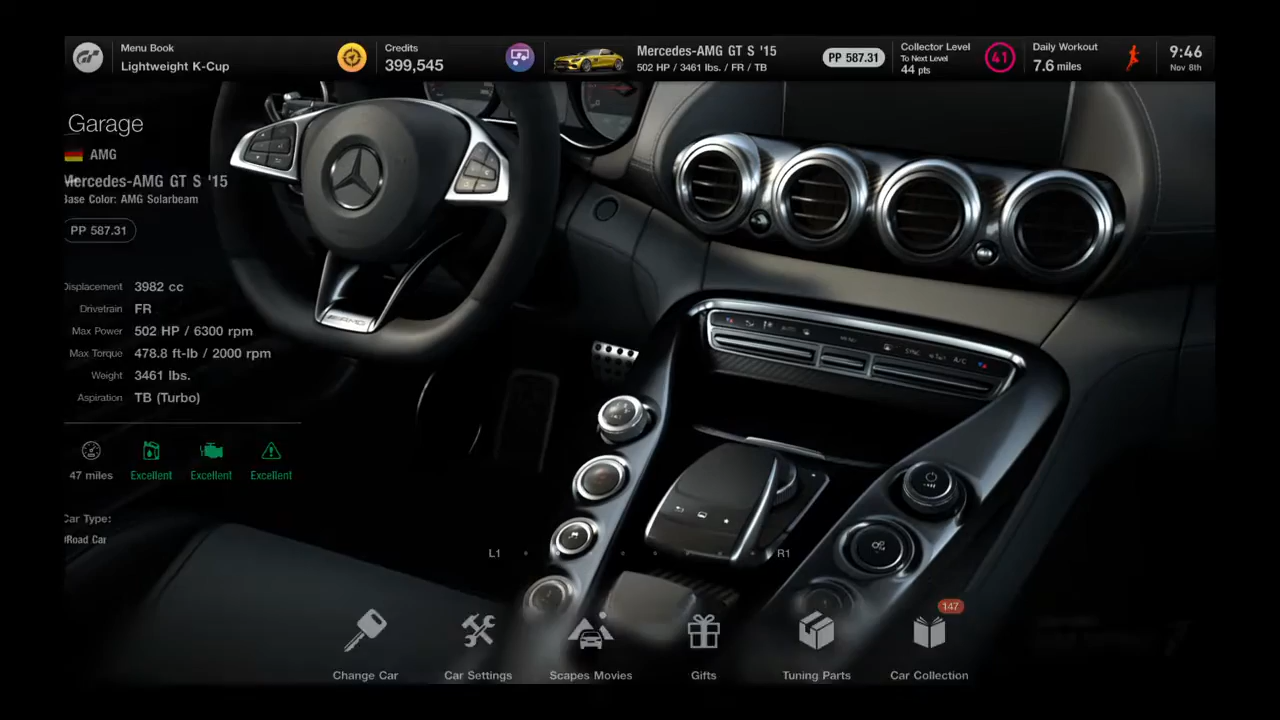 Menu Book
Lightweight K-Cup
Credits
399,545
Mercedes-AMG GT S '15
502 HP / 3461 lbs. / FR / TB
PP 587.31
Collector Level
To Next Level
44 pts
41
Daily Workout
7.6 miles
9:46
Nov 8th
Garage
AMG
Mercedes-AMG GT S '15
Base Color: AMG Solarbeam
PP 587.31
Displacement 3982 cc
Drivetrain FR
Max Power 502 HP / 6300 rpm
Max Torque 478.8 ft-lb / 2000 rpm
Weight 3461 lbs.
Aspiration TB (Turbo)
47 miles
Excellent
Excellent
Excellent
Car Type:
Road Car
L1
R1
AMG
A/C
147
Change Car
Car Settings
Scapes Movies
Gifts
Tuning Parts
Car Collection